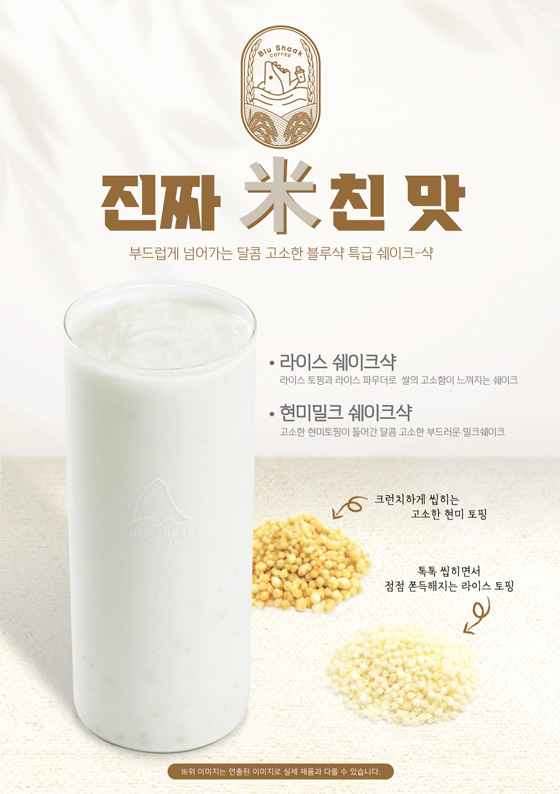 Blu Shaak
COFFEE
진짜 米친 맛
부드럽게 넘어가는 달콤 고소한 블루샥 특급 쉐이크-샥
• 라이스 쉐이크샥
라이스 토핑과 라이스 파우더로 쌀의 고소함이 느껴지는 쉐이크
• 현미밀크 쉐이크샥
고소한 현미토핑이 들어간 달콤 고소한 부드러운 밀크쉐이크
크런치하게 씹히는
고소한 현미 토핑
톡톡 씹히면서
점점 쫀득해지는 라이스 토핑
Blu Shaak
COFFEE
※위 이미지는 연출된 이미지로 실제 제품과 다를 수 있습니다.